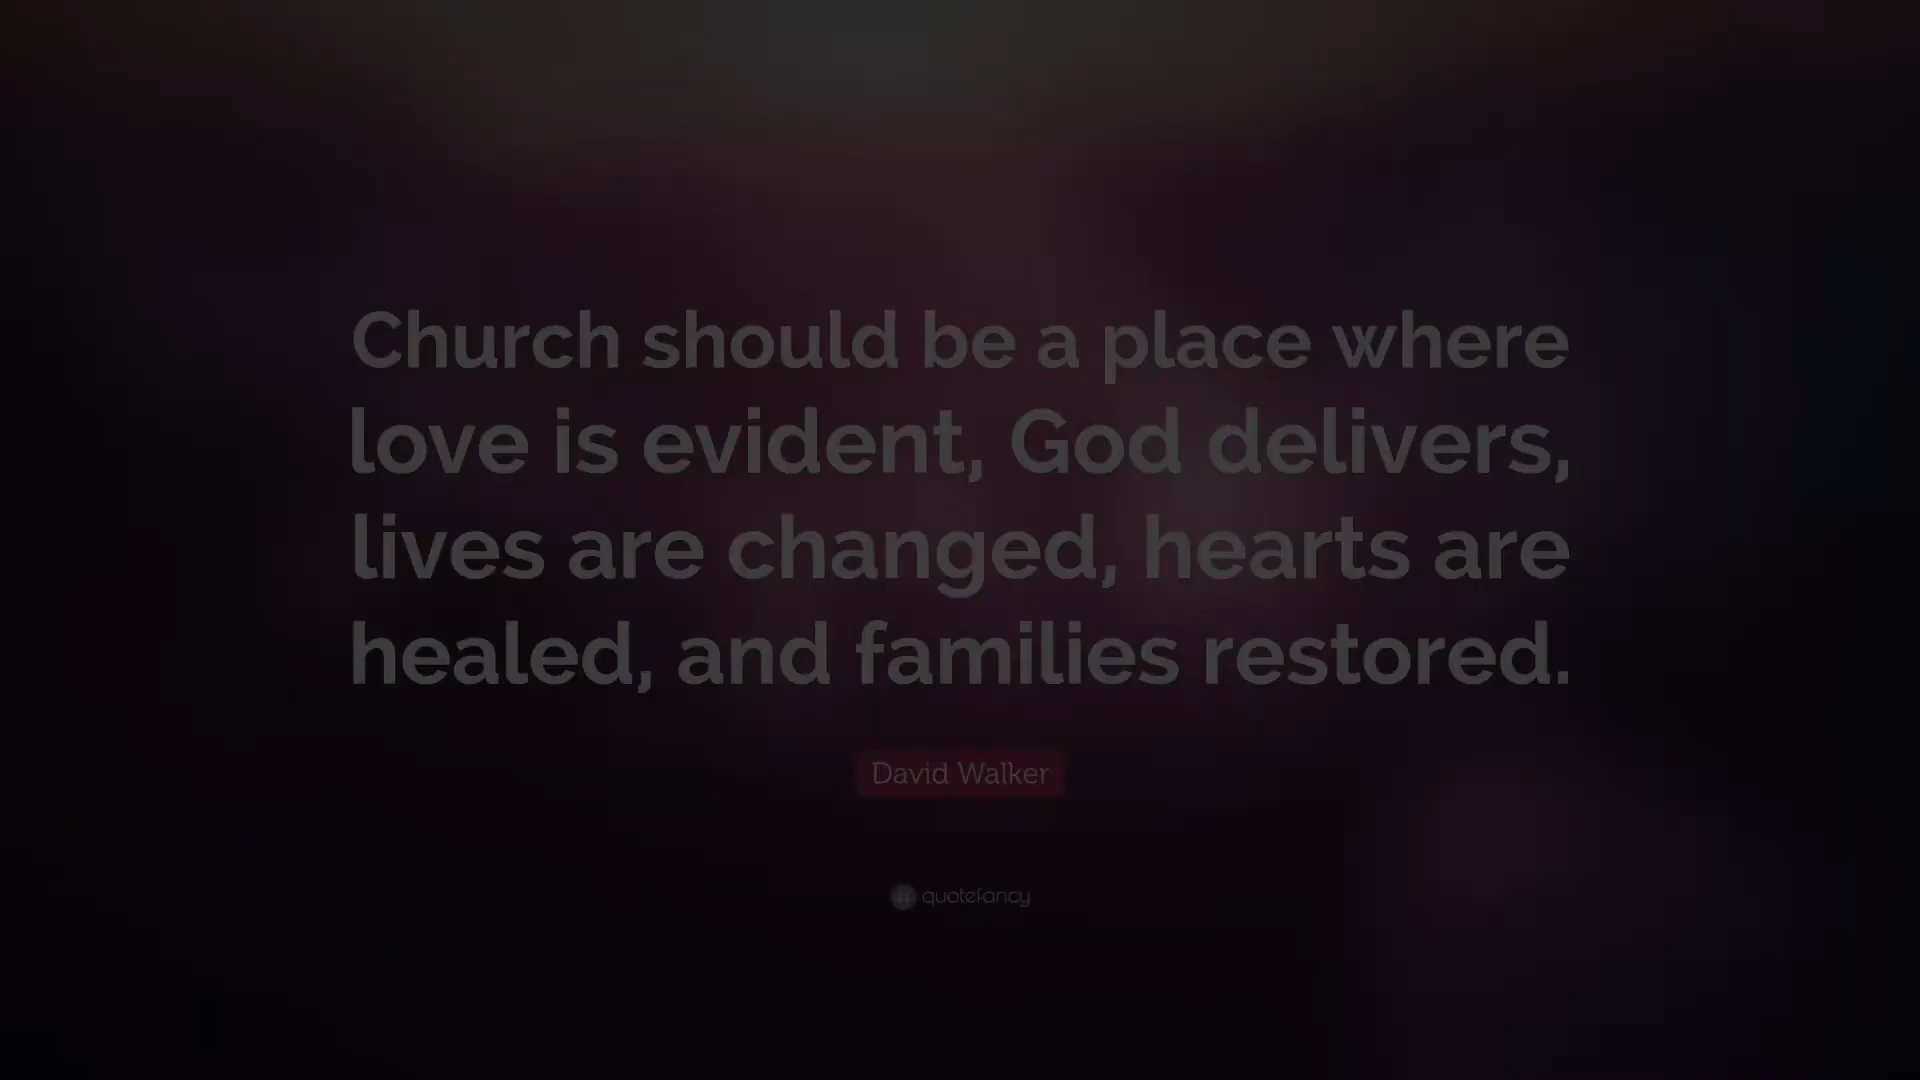 Church should be a place where
love is evident, God delivers,
lives are changed, hearts are
healed, and families restored.
David Walker
quotefancy